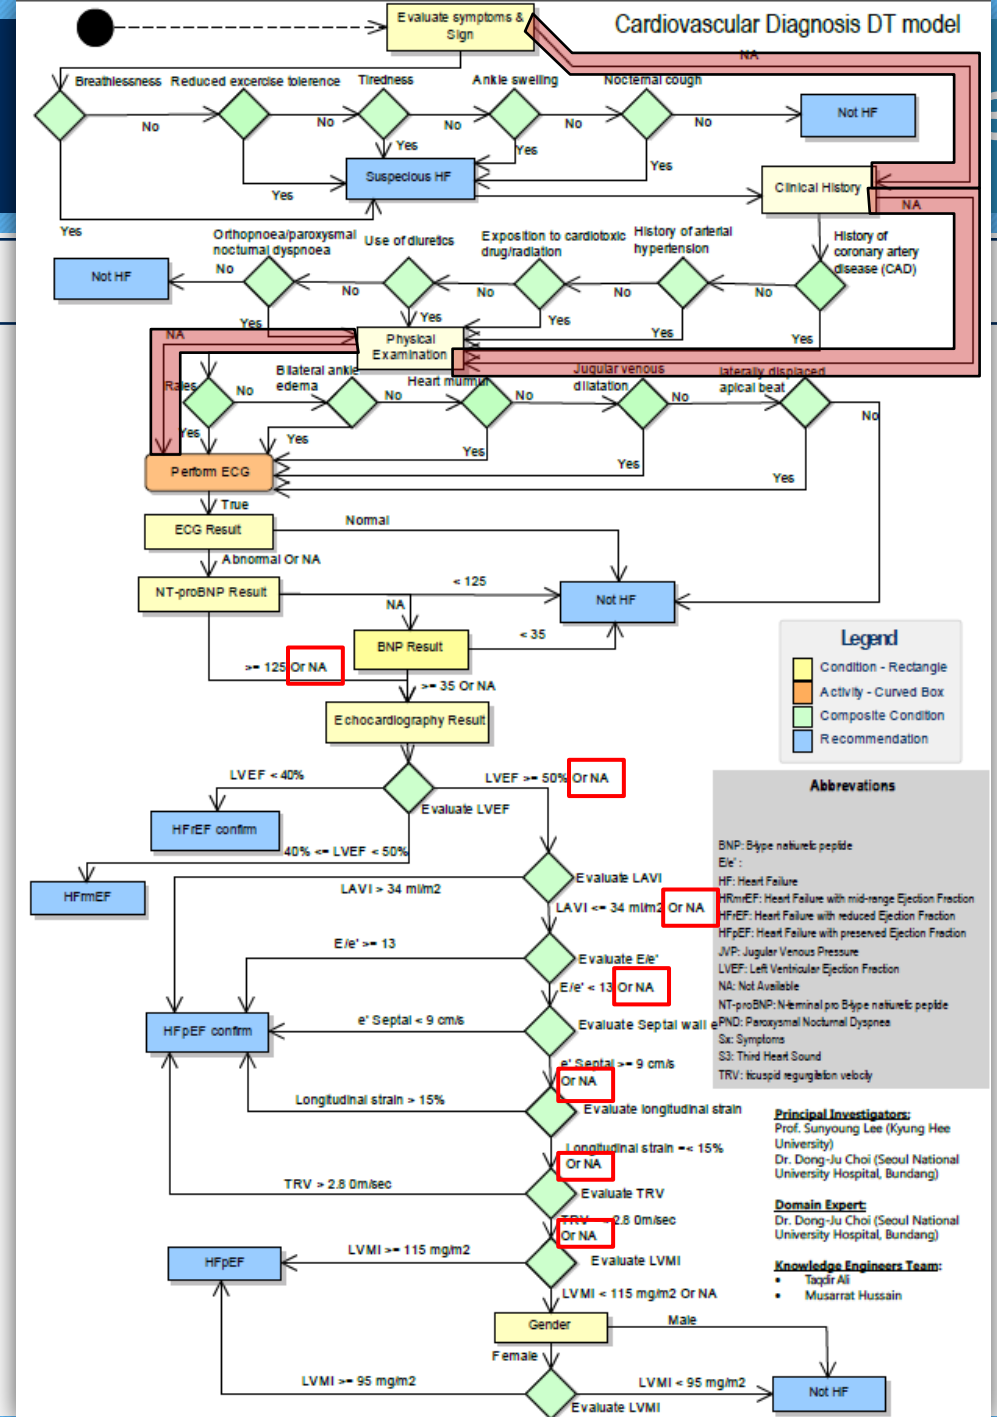 Cardiovascular Diagnosis DT model
Evaluate symptoms &
Sign
NA
Breathlessness
Reduced excercise tolerence
Tiredness
Ankle swelling
Nocternal cough
No
No
No
No
No
Not HF
Yes
Yes
Yes
Yes
Yes
Suspecious HF
Clinical History
NA
Orthopnoea/paroxysmal
nocturnal dyspnoea
Use of diuretics
Exposition to cardiotoxic
drug/radiation
History of arterial
hypertension
History of
coronary artery
disease (CAD)
Not HF
No
No
No
No
No
Yes
Yes
Yes
Yes
Yes
NA
Physical
Examination
Rales
Bilateral ankle
edema
Heart murmur
Jugular venous
dilatation
laterally displaced
apical beat
No
No
No
No
No
Yes
Yes
Yes
Yes
Yes
Perform ECG
True
ECG Result
Normal
Abnormal Or NA
NT-proBNP Result
< 125
NA
Not HF
BNP Result
< 35
>= 125 Or NA
>= 35 Or NA
Echocardiography Result
Legend
Condition - Rectangle
Activity - Curved Box
Composite Condition
Recommendation
LVEF < 40%
LVEF >= 50% Or NA
Evaluate LVEF
HFrEF confirm
40% <= LVEF < 50%
HFmEF
Abbrevations
BNP: B-type natiuretic peptide
E/e' :
HF: Heart Failure
HRmrEF: Heart Failure with mid-range Ejection Fraction
HFrEF: Heart Failure with reduced Ejection Fraction
HFpEF: Heart Failure with preserved Ejection Fraction
JVP: Jugular Venous Pressure
LVEF: Left Ventricular Ejection Fraction
NA: Not Available
NT-proBNP: N-terminal pro B-type natiuretic peptide
PND: Paroxysmal Nocturnal Dyspnea
Sx: Symptoms
S3: Third Heart Sound
TRV: tricuspid regurgitation velocity
Evaluate LAVI
LAVI > 34 ml/m2
LAVI <= 34 ml/m2 Or NA
E/e' >= 13
Evaluate E/e'
E/e' < 13 Or NA
HFpEF confirm
e' Septal < 9 cm/s
Evaluate Septal wall e'
e' Septal >= 9 cm/s
Or NA
Longitudinal strain > 15%
Evaluate longitudinal strain
Longitudinal strain =< 15%
Or NA
TRV > 2.8 0m/sec
Evaluate TRV
2.8 0m/sec
Or NA
HFpEF
LVMI >= 115 mg/m2
Evaluate LVMI
LVMI < 115 mg/m2 Or NA
Gender
Male
Female
LVMI >= 95 mg/m2
LVMI < 95 mg/m2
Evaluate LVMI
Not HF
Principal Investigators:
Prof. Sunyoung Lee (Kyung Hee
University)
Dr. Dong-Ju Choi (Seoul National
University Hospital, Bundang)
Domain Expert:
Dr. Dong-Ju Choi (Seoul National
University Hospital, Bundang)
Knowledge Engineers Team:
• Taqdir Ali
• Musarrat Hussain